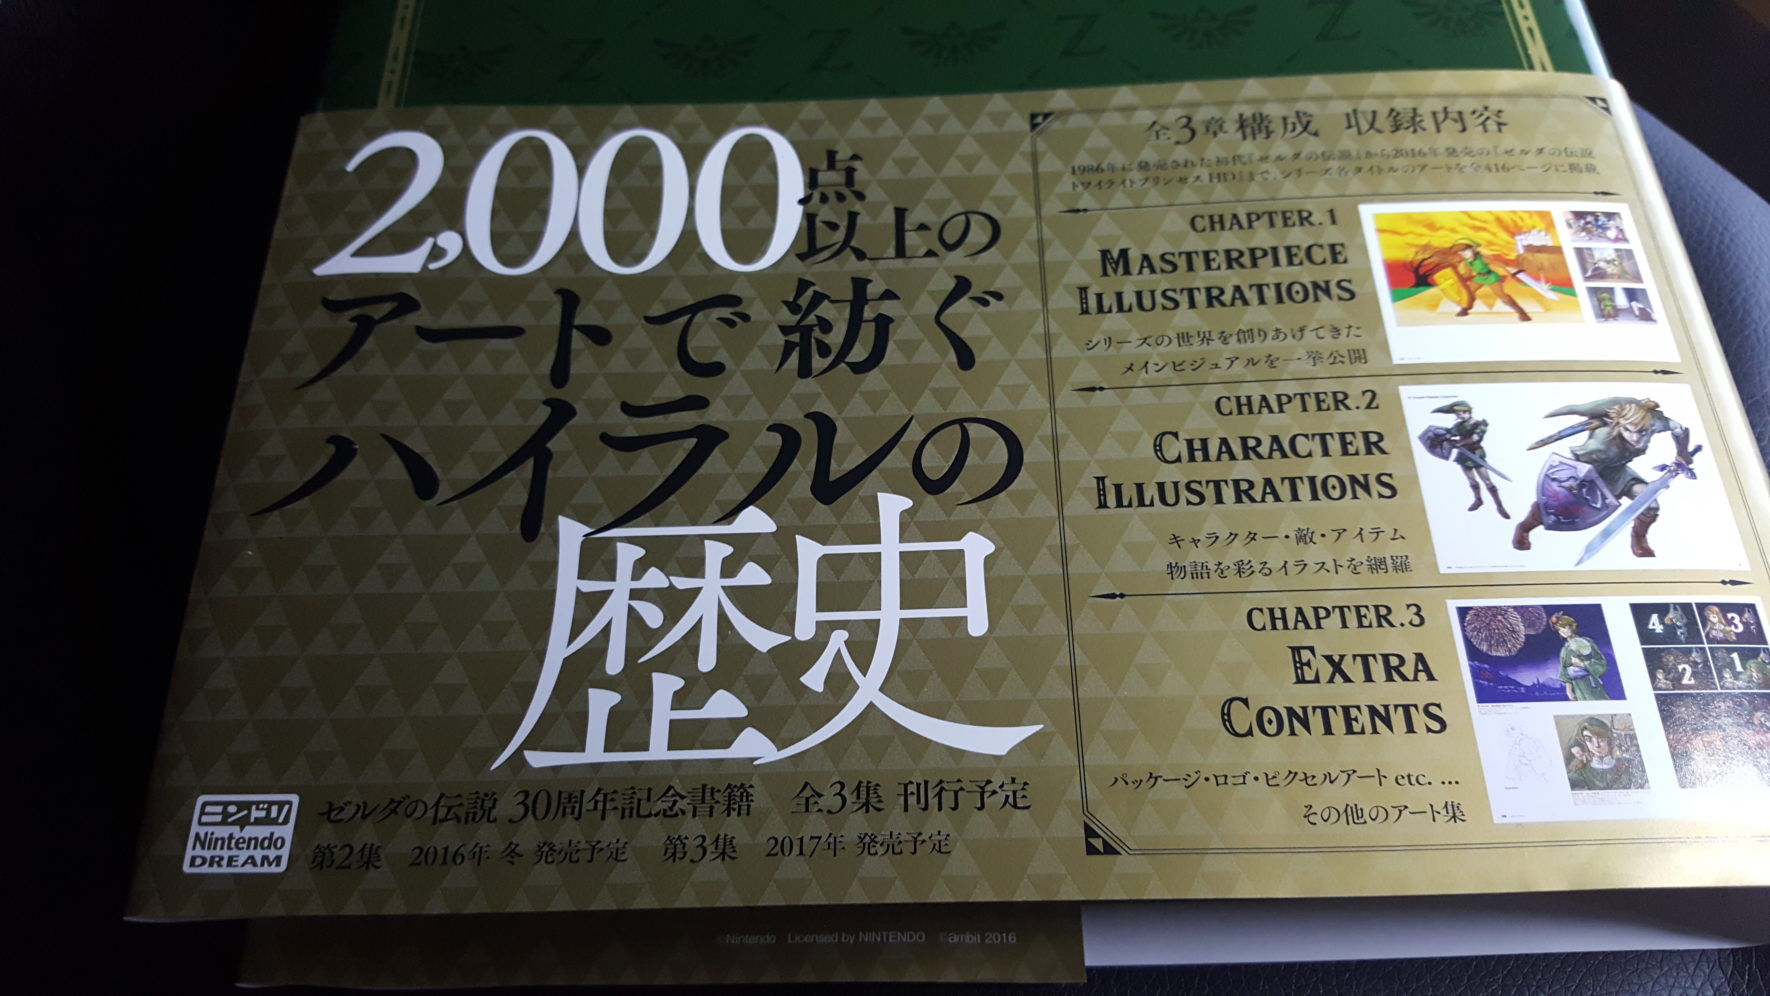 2,000点
以上の
アートで紡ぐ
ハイラルの
歴史
ニンドリ
Nintendo
DREAM
ゼルダの伝説 30周年記念書籍 全3集 刊行予定
第2集 2016年 冬 発売予定 第3集 2017年 発売予定
全3章構成 収録内容
1986年に発売された初代『ゼルダの伝説』から2016年発売の『ゼルダの伝説
トワイライトプリンセス HD』まで、シリーズ各タイトルのアートを全416ページに掲載
CHAPTER.1
MASTERPIECE
ILLUSTRATIONS
シリーズの世界を創りあげてきた
メインビジュアルを一挙公開
CHAPTER.2
CHARACTER
ILLUSTRATIONS
キャラクター・敵・アイテム
物語を彩るイラストを網羅
CHAPTER.3
EXTRA
CONTENTS
パッケージ・ロゴ・ピクセルアート etc. ...
その他のアート集
4 3
2 1
©Nintendo Licensed by NINTENDO ©ambit 2016